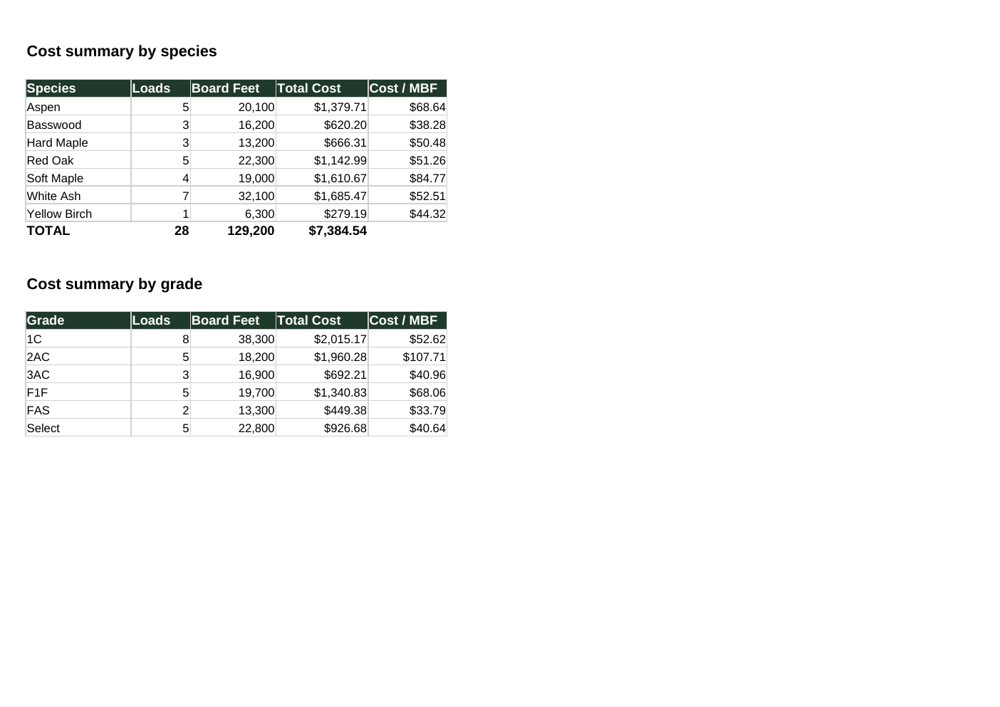 Cost summary by species
Species Loads Board Feet Total Cost Cost / MBF
Aspen 5 20,100 $1,379.71 $68.64
Basswood 3 16,200 $620.20 $38.28
Hard Maple 3 13,200 $666.31 $50.48
Red Oak 5 22,300 $1,142.99 $51.26
Soft Maple 4 19,000 $1,610.67 $84.77
White Ash 7 32,100 $1,685.47 $52.51
Yellow Birch 1 6,300 $279.19 $44.32
TOTAL 28 129,200 $7,384.54
Cost summary by grade
Grade Loads Board Feet Total Cost Cost / MBF
1C 8 38,300 $2,015.17 $52.62
2AC 5 18,200 $1,960.28 $107.71
3AC 3 16,900 $692.21 $40.96
F1F 5 19,700 $1,340.83 $68.06
FAS 2 13,300 $449.38 $33.79
Select 5 22,800 $926.68 $40.64